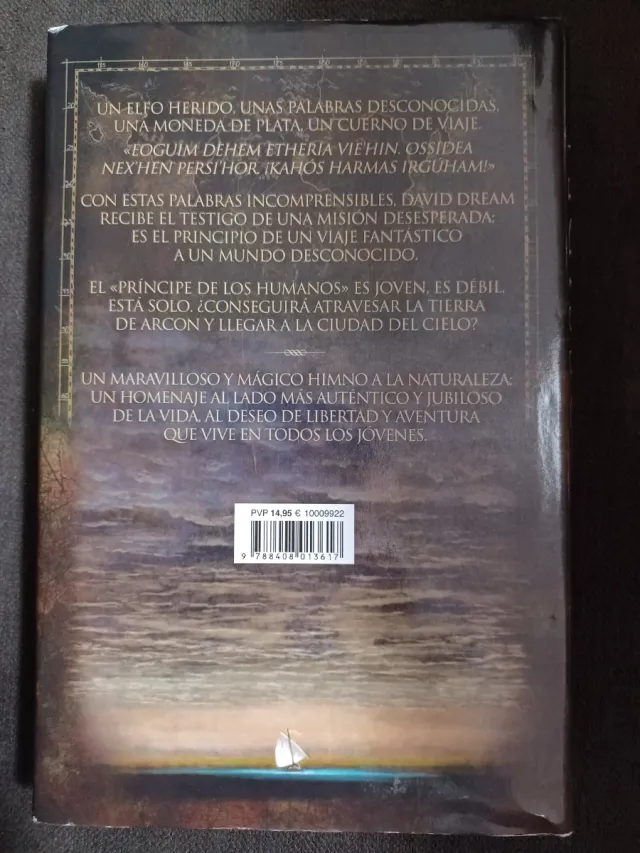 UN ELFO HERIDO, UNAS PALABRAS DESCONOCIDAS,
UNA MONEDA DE PLATA, UN CUERNO DE VIAJE.
«EOGUÍM DEHEM ETHERÍA VIE'HIN. OSSÍDEA
NEX'HEN PERSI'HOR. ¡KAHÓS HARMAS IRGÚHAM!»
CON ESTAS PALABRAS INCOMPRENSIBLES, DAVID DREAM
RECIBE EL TESTIGO DE UNA MISIÓN DESESPERADA:
ES EL PRINCIPIO DE UN VIAJE FANTÁSTICO
A UN MUNDO DESCONOCIDO.
EL «PRÍNCIPE DE LOS HUMANOS» ES JOVEN, ES DÉBIL,
ESTÁ SOLO. ¿CONSEGUIRÁ ATRAVESAR LA TIERRA
DE ARCON Y LLEGAR A LA CIUDAD DEL CIELO?
UN MARAVILLOSO Y MÁGICO HIMNO A LA NATURALEZA:
UN HOMENAJE AL LADO MÁS AUTÉNTICO Y JUBILOSO
DE LA VIDA, AL DESEO DE LIBERTAD Y AVENTURA
QUE VIVE EN TODOS LOS JÓVENES.
PVP 14,95 € 10009922
9 788408 013617